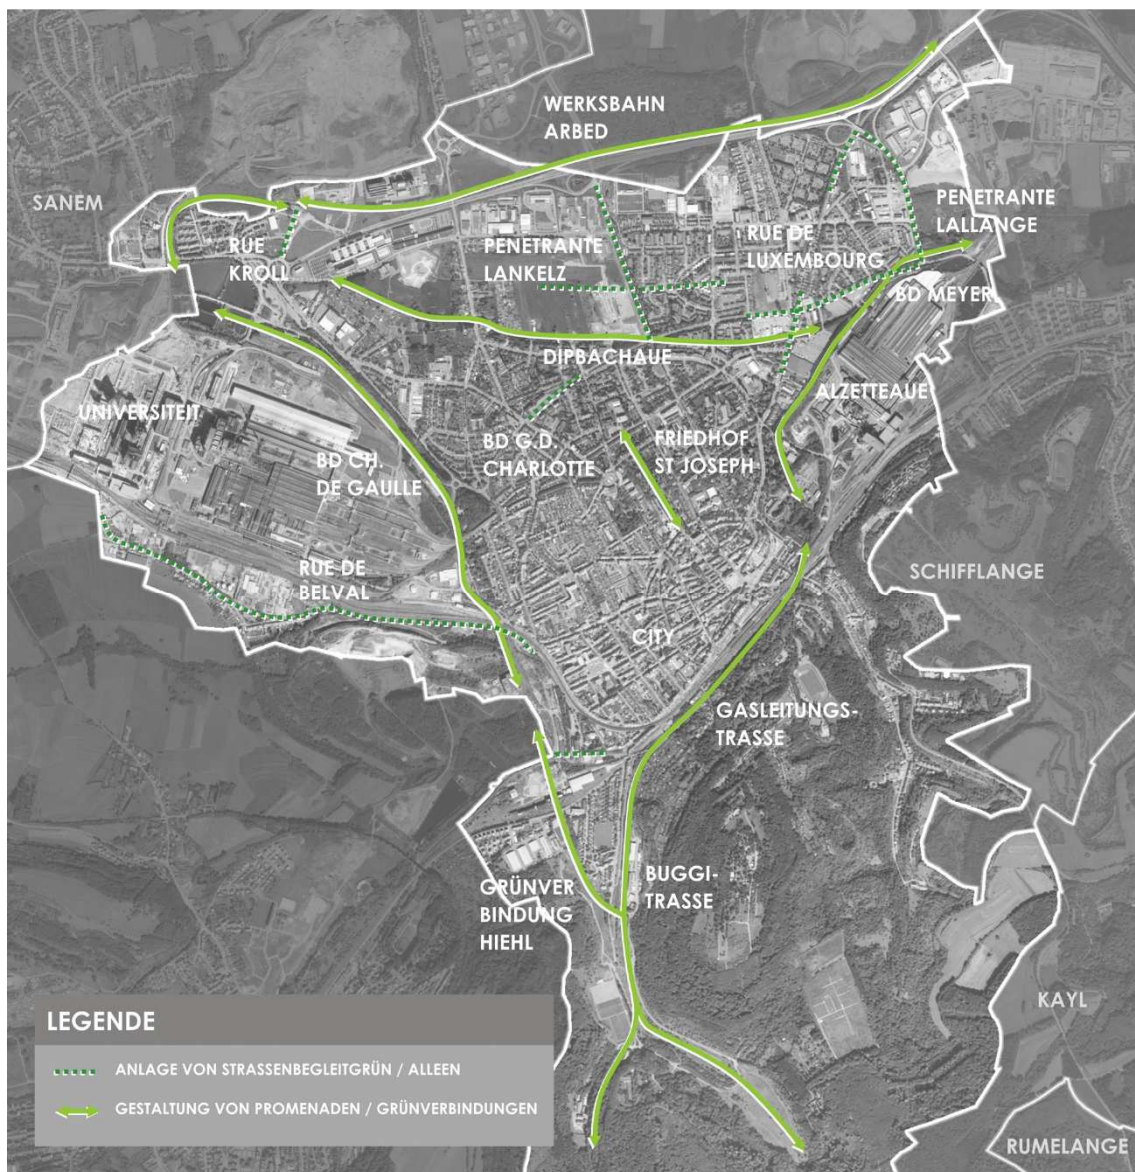 WERKSBAHN
ARBED
SANEM
PENETRANTE
LALLANGE
RUE
KROLL
PENETRANTE
LANKELZ
RUE DE
LUXEMBOURG
BD MEYER
DIPBACHAUE
ALZETTEAUE
UNIVERSITEIT
BD G.D.
CHARLOTTE
FRIEDHOF
ST JOSEPH
BD CH.
DE GAULLE
RUE DE
BELVAL
SCHIFFLANGE
CITY
GASLEITUNGS-
TRASSE
GRÜNVER
BINDUNG
HIEHL
BUGGI-
TRASSE
KAYL
LEGENDE
ANLAGE VON STRASSENBEGLEITGRÜN / ALLEEN
GESTALTUNG VON PROMENADEN / GRÜNVERBINDUNGEN
RUMELANGE